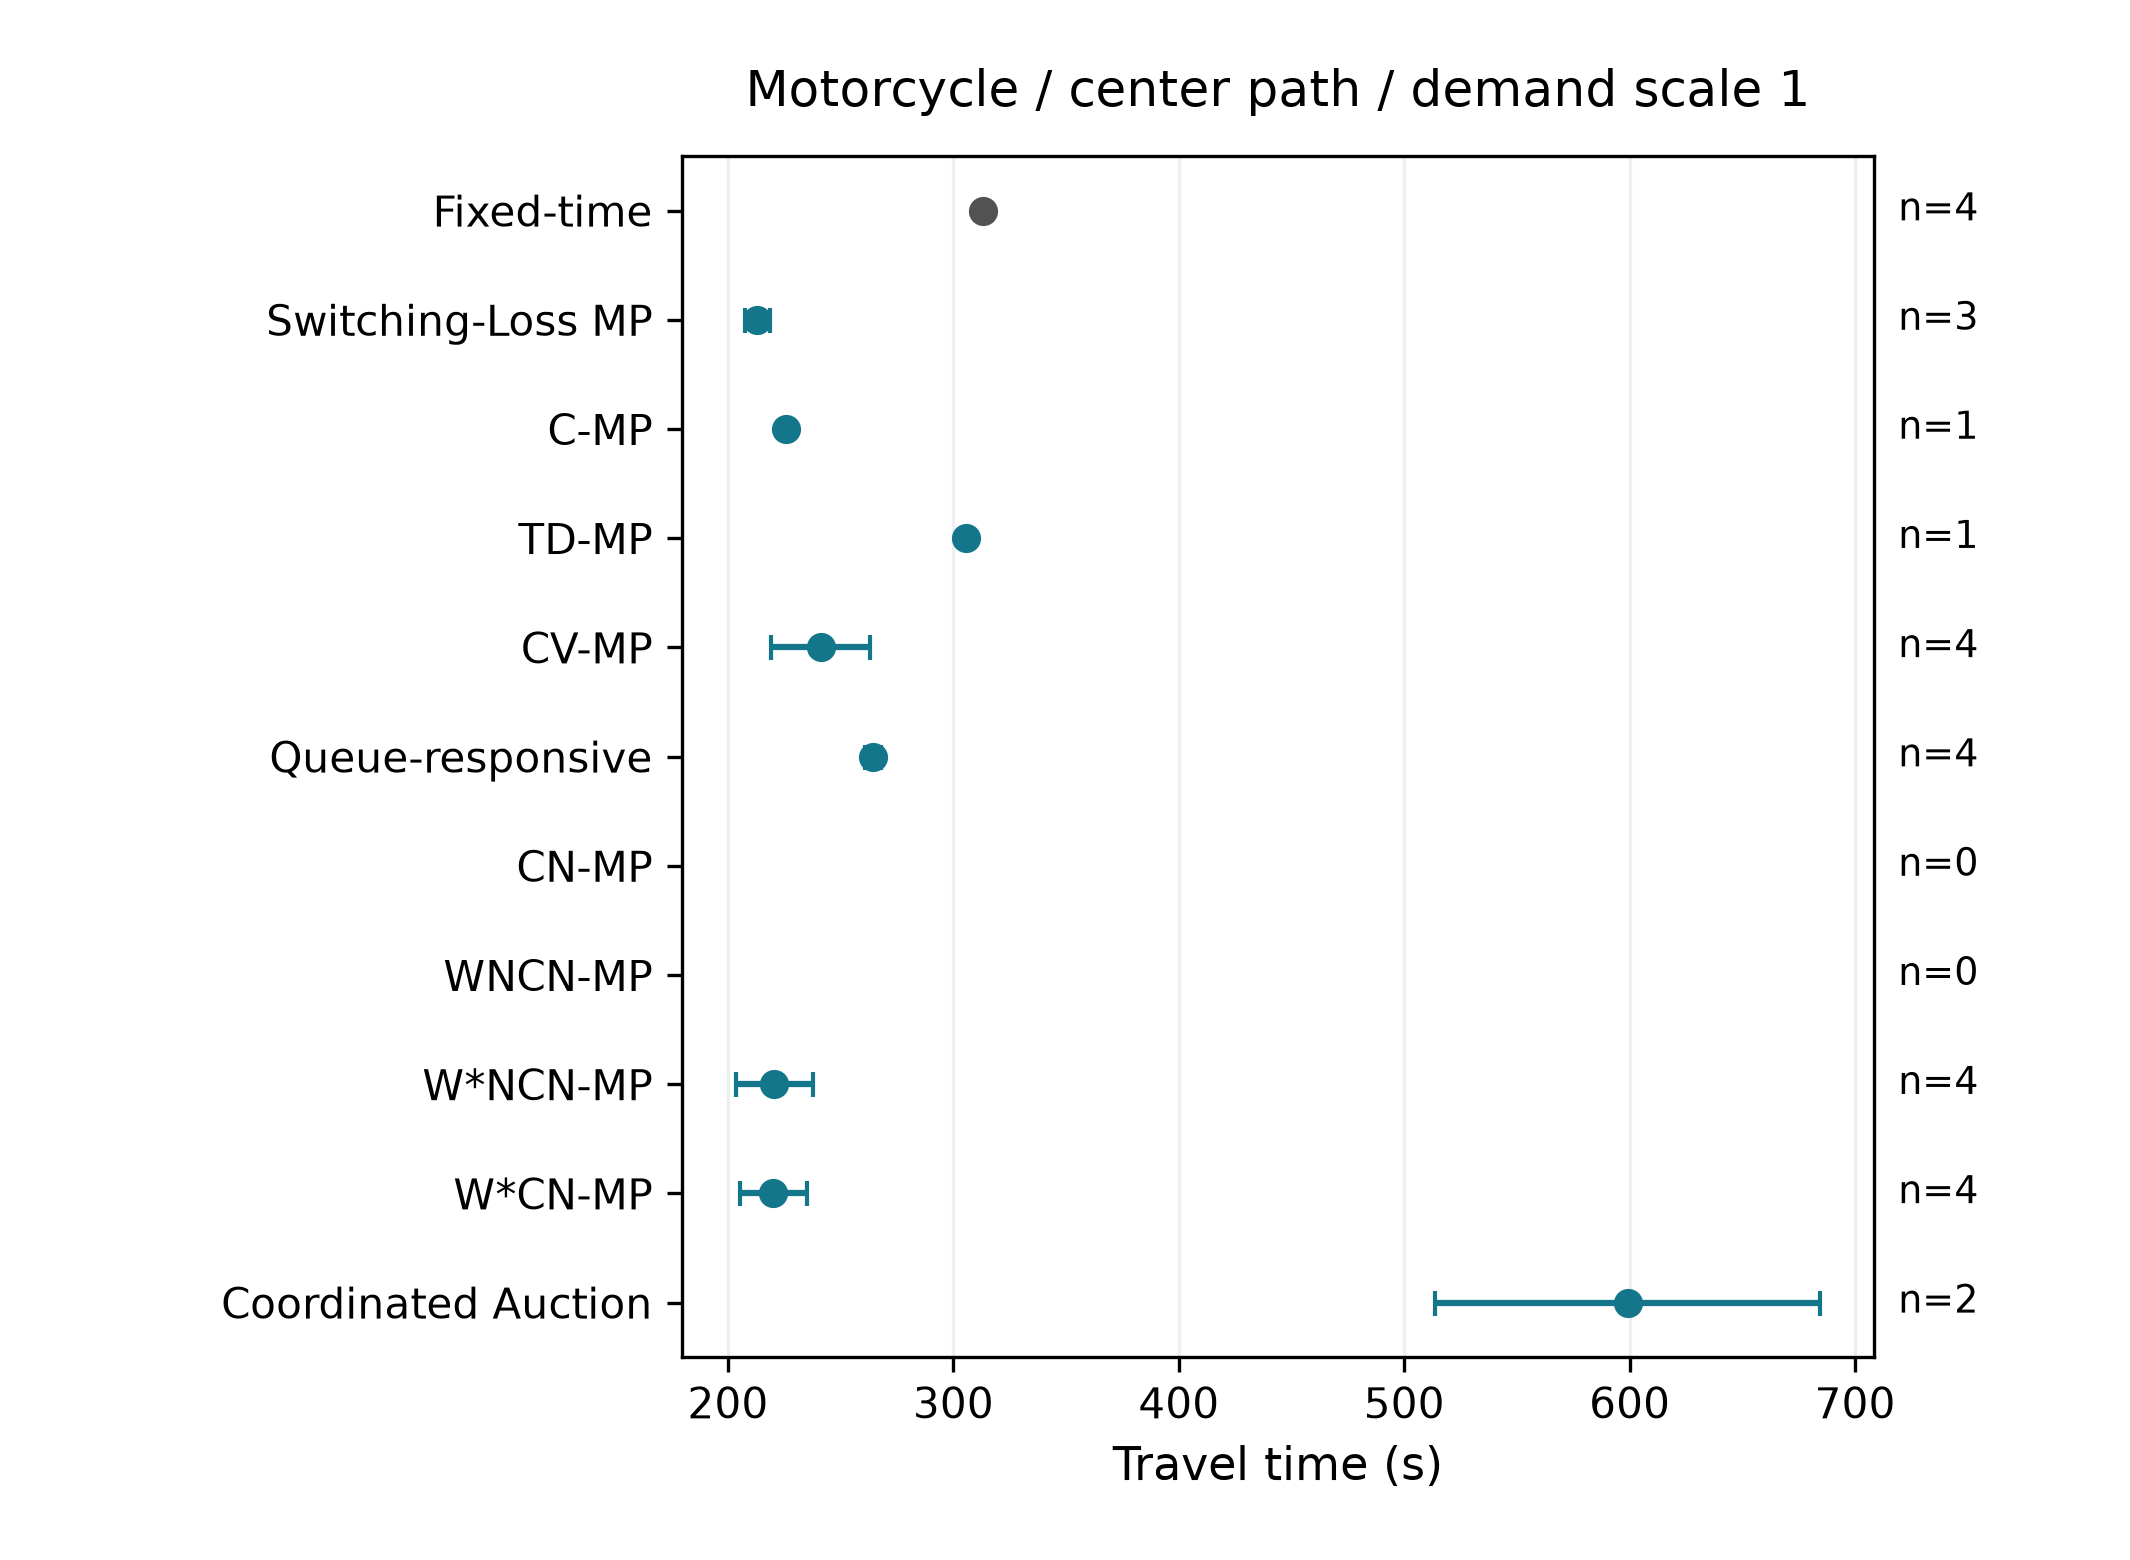 Motorcycle / center path / demand scale 1
Fixed-time n=4
Switching-Loss MP n=3
C-MP n=1
TD-MP n=1
CV-MP n=4
Queue-responsive n=4
CN-MP n=0
WNCN-MP n=0
W*NCN-MP n=4
W*CN-MP n=4
Coordinated Auction n=2
200 300 400 500 600 700
Travel time (s)